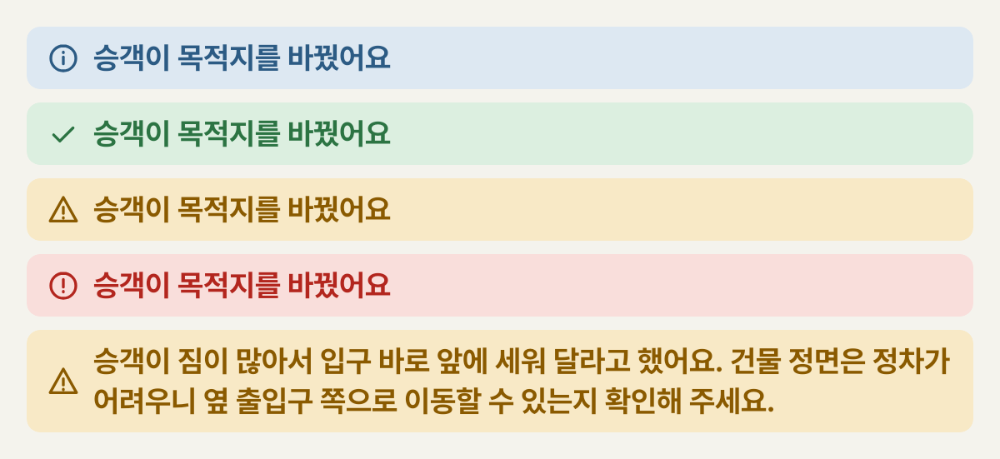 승객이 목적지를 바꿨어요
승객이 목적지를 바꿨어요
승객이 목적지를 바꿨어요
승객이 목적지를 바꿨어요
승객이 짐이 많아서 입구 바로 앞에 세워 달라고 했어요. 건물 정면은 정차가
어려우니 옆 출입구 쪽으로 이동할 수 있는지 확인해 주세요.